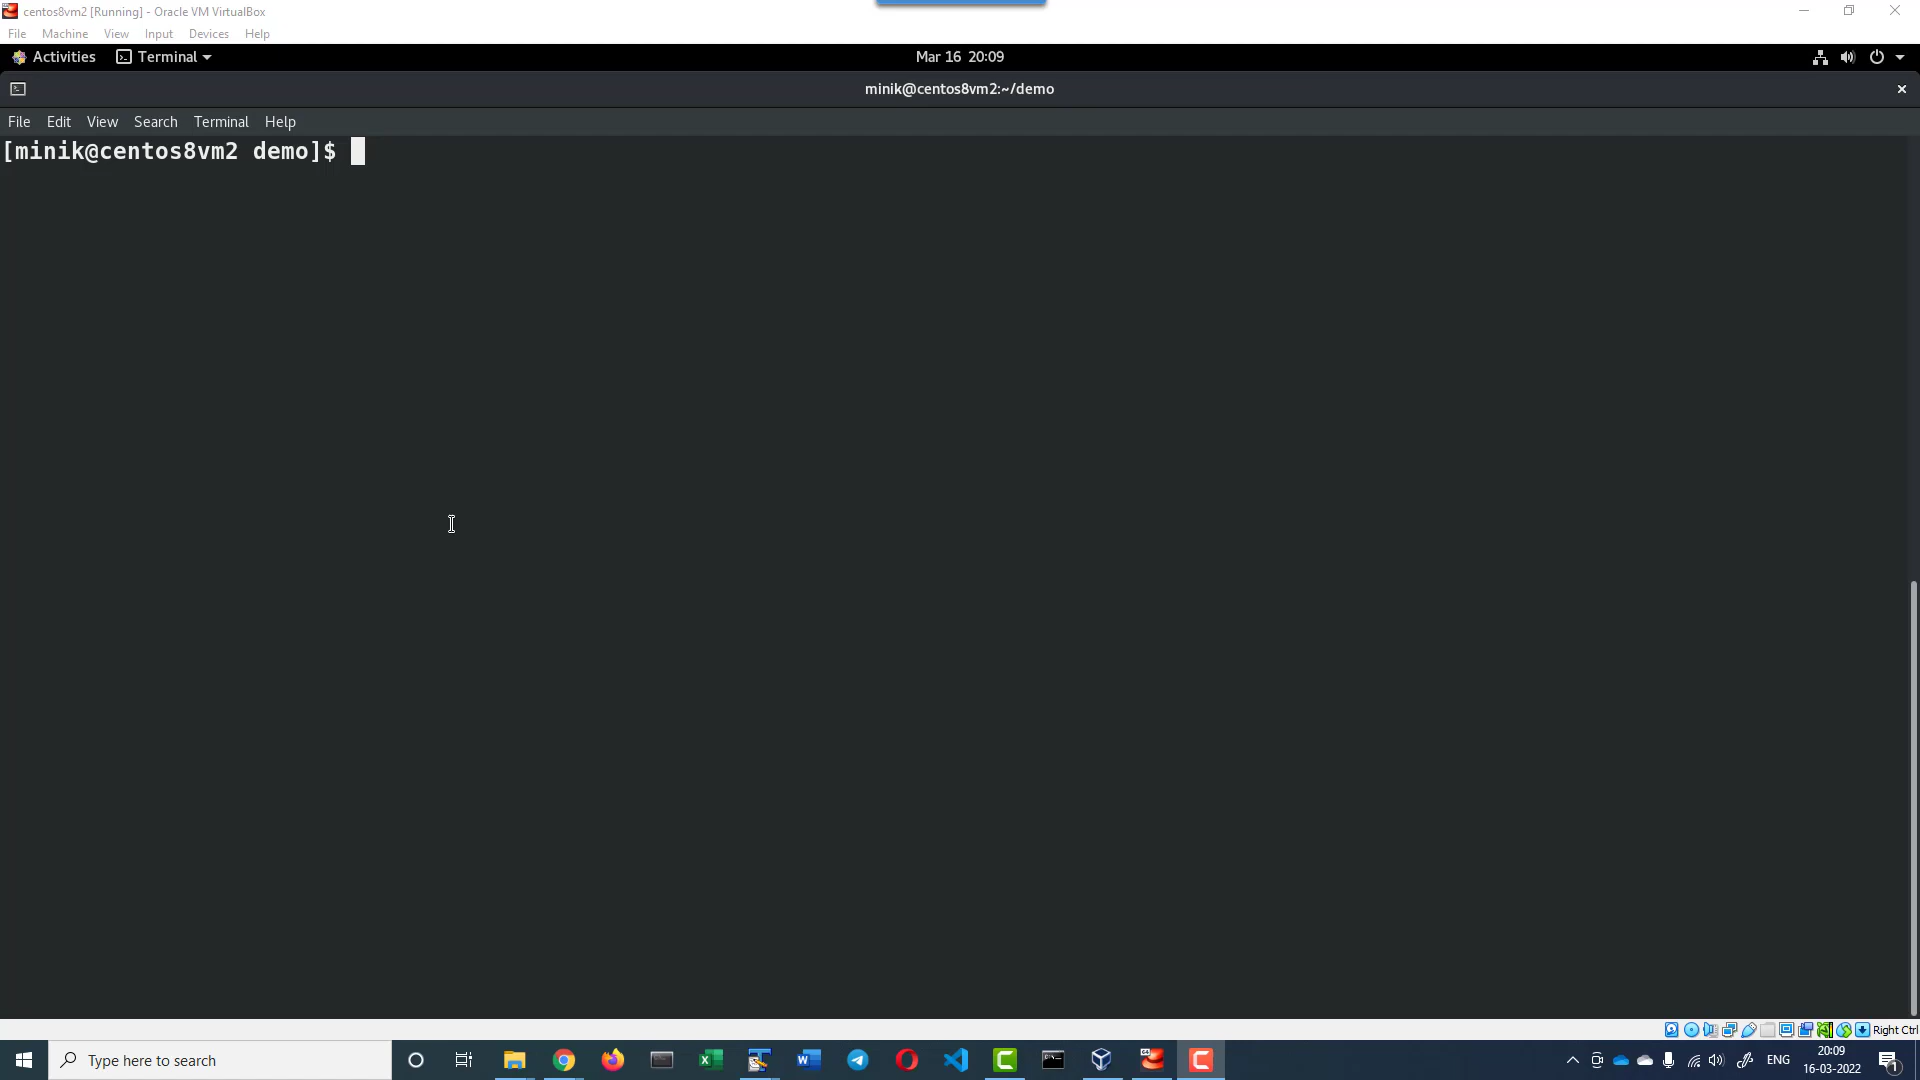 centos8vm2 [Running] - Oracle VM VirtualBox
File Machine View Input Devices Help
Activities Terminal Mar 16 20:09
minik@centos8vm2:~/demo
File Edit View Search Terminal Help
[minik@centos8vm2 demo]$
Right Ctrl
Type here to search
ENG
20:09
16-03-2022
1